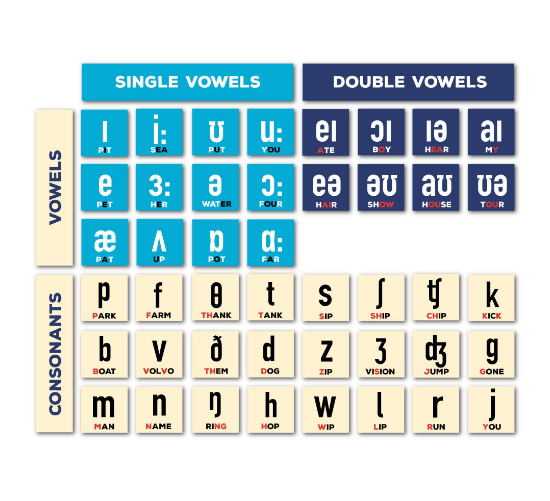 SINGLE VOWELS DOUBLE VOWELS
VOWELS
ɪ iː ʊ u: eɪ ɔɪ ɪə aɪ
PIT SEA PUT YOU ATE BOY HEAR MY
e ɜ: ə ɔ: eə əʊ aʊ ʊə
PET HER WATER FOUR HAIR SHOW HOUSE TOUR
æ ʌ ɒ ɑ:
PAT UP POT FAR
CONSONANTS
p f θ t s ʃ ʧ k
PARK FARM THANK TANK SIP SHIP CHIP KICK
b v ð d z ʒ ʤ g
BOAT VOLVO THEM DOG ZIP VISION JUMP GONE
m n ŋ h w l r j
MAN NAME RING HOP WIP LIP RUN YOU